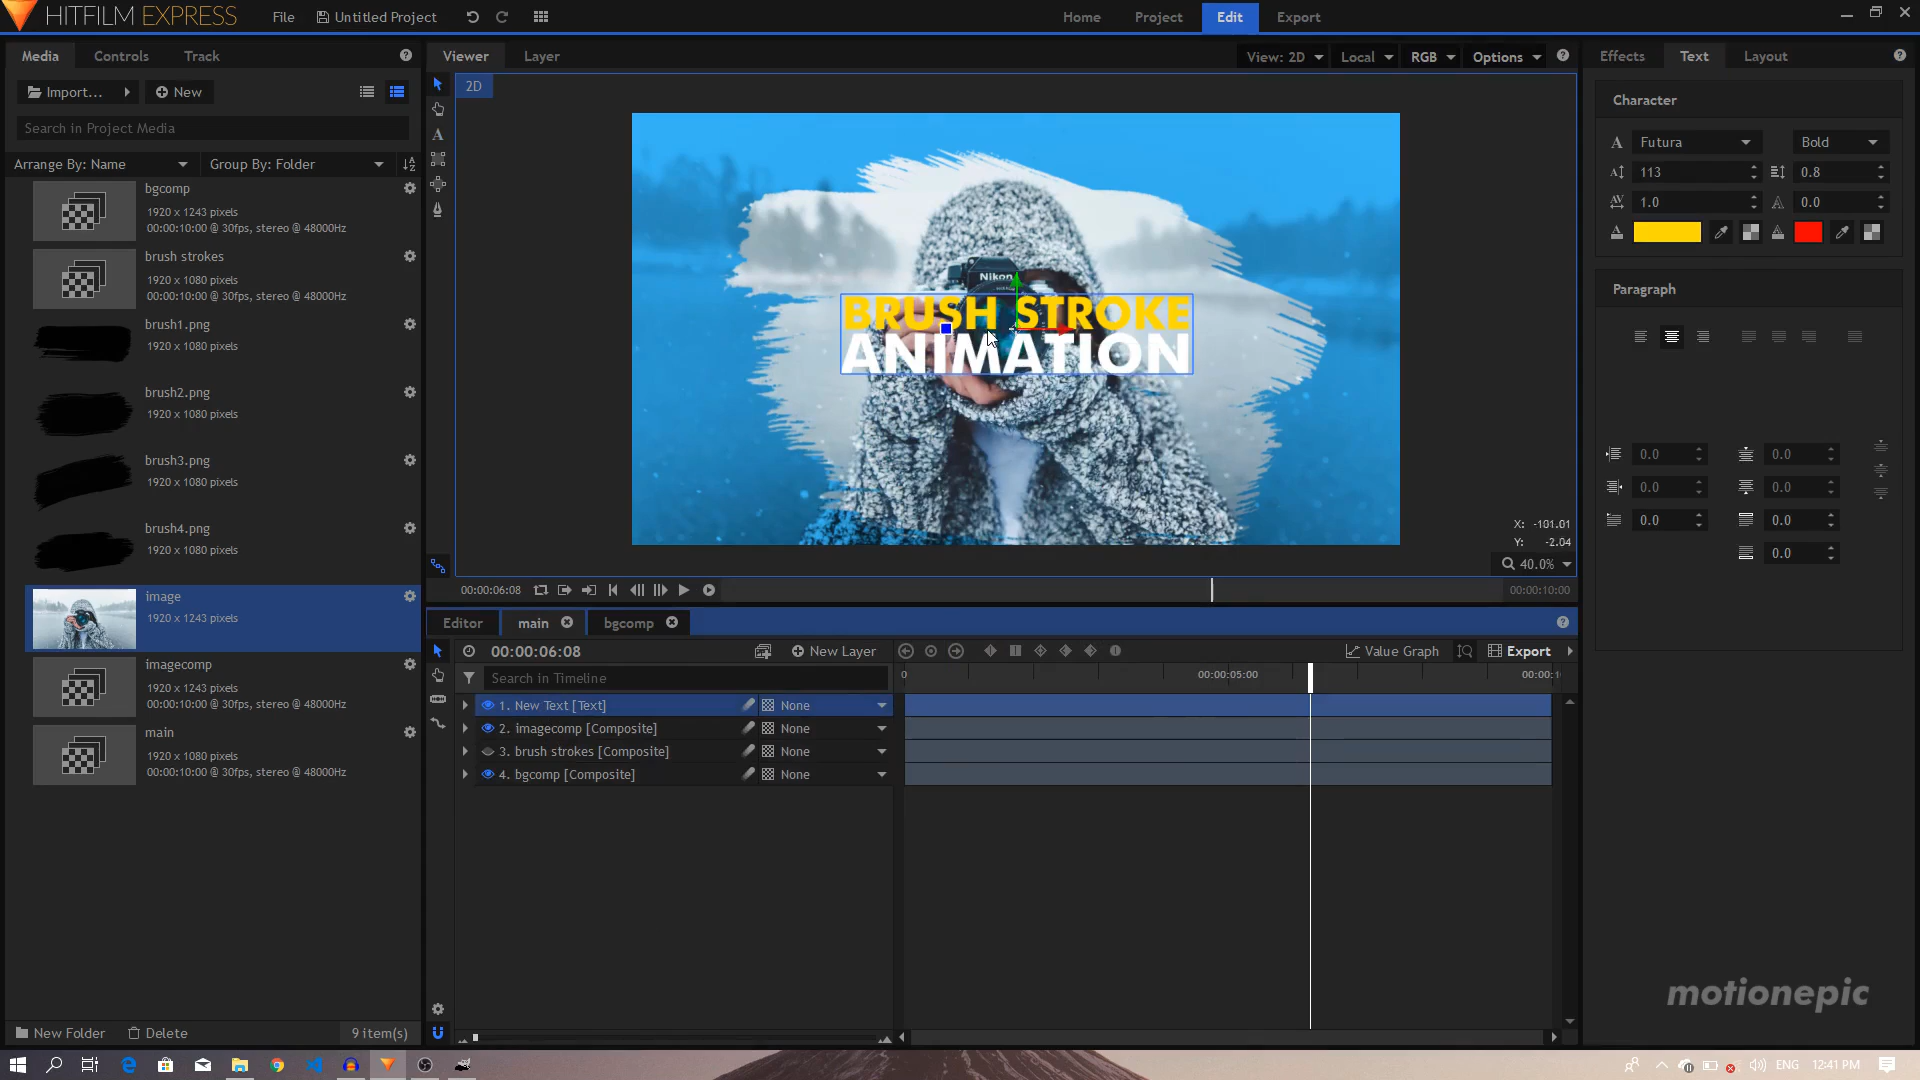 HITFILM EXPRESS
File
Untitled Project
Home
Project
Edit
Export
Media
Controls
Track
Import...
New
Search in Project Media
Arrange By: Name
Group By: Folder
bgcomp
1920 x 1243 pixels
00:00:10:00 @ 30fps, stereo @ 48000Hz
brush strokes
1920 x 1080 pixels
00:00:10:00 @ 30fps, stereo @ 48000Hz
brush1.png
1920 x 1080 pixels
brush2.png
1920 x 1080 pixels
brush3.png
1920 x 1080 pixels
brush4.png
1920 x 1080 pixels
image
1920 x 1243 pixels
imagecomp
1920 x 1243 pixels
00:00:10:00 @ 30fps, stereo @ 48000Hz
main
1920 x 1080 pixels
00:00:10:00 @ 30fps, stereo @ 48000Hz
New Folder
Delete
9 item(s)
Viewer
Layer
View: 2D
Local
RGB
Options
2D
Nikon
BRUSH STROKE
ANIMATION
X: -101.01
Y: -2.04
40.0%
00:00:06:08
00:00:10:00
Editor
main
bgcomp
00:00:06:08
New Layer
Value Graph
Export
Search in Timeline
0
00:00:05:00
00:00:1
1. New Text [Text]
None
2. imagecomp [Composite]
None
3. brush strokes [Composite]
None
4. bgcomp [Composite]
None
Effects
Text
Layout
Character
Futura
Bold
113
0.8
1.0
0.0
Paragraph
0.0
0.0
0.0
0.0
0.0
0.0
0.0
motionepic
ENG
12:41 PM